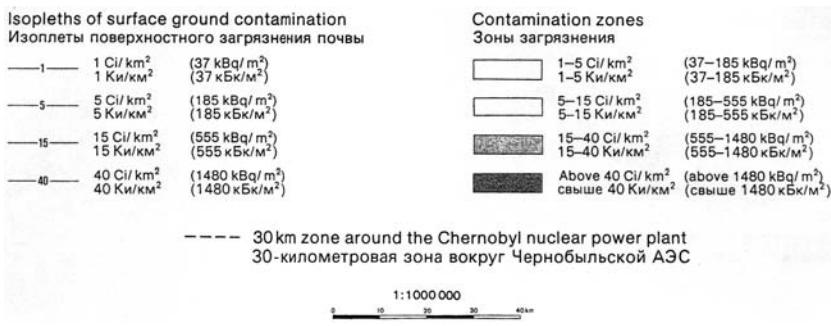 Isopleths of surface ground contamination
Изоплеты поверхностного загрязнения почвы
1 1 Ci/km² (37 kBq/m²)
1 Ки/км² (37 кБк/м²)
5 5 Ci/km² (185 kBq/m²)
5 Ки/км² (185 кБк/м²)
15 15 Ci/km² (555 kBq/m²)
15 Ки/км² (555 кБк/м²)
40 40 Ci/km² (1480 kBq/m²)
40 Ки/км² (1480 кБк/м²)
Contamination zones
Зоны загрязнения
1–5 Ci/km² (37–185 kBq/m²)
1–5 Ки/км² (37–185 кБк/м²)
5–15 Ci/km² (185–555 kBq/m²)
5–15 Ки/км² (185–555 кБк/м²)
15–40 Ci/km² (555–1480 kBq/m²)
15–40 Ки/км² (555–1480 кБк/м²)
Above 40 Ci/km² (above 1480 kBq/m²)
свыше 40 Ки/км² (свыше 1480 кБк/м²)
30 km zone around the Chernobyl nuclear power plant
30-километровая зона вокруг Чернобыльской АЭС
1:1000 000
0 10 20 30 40 km